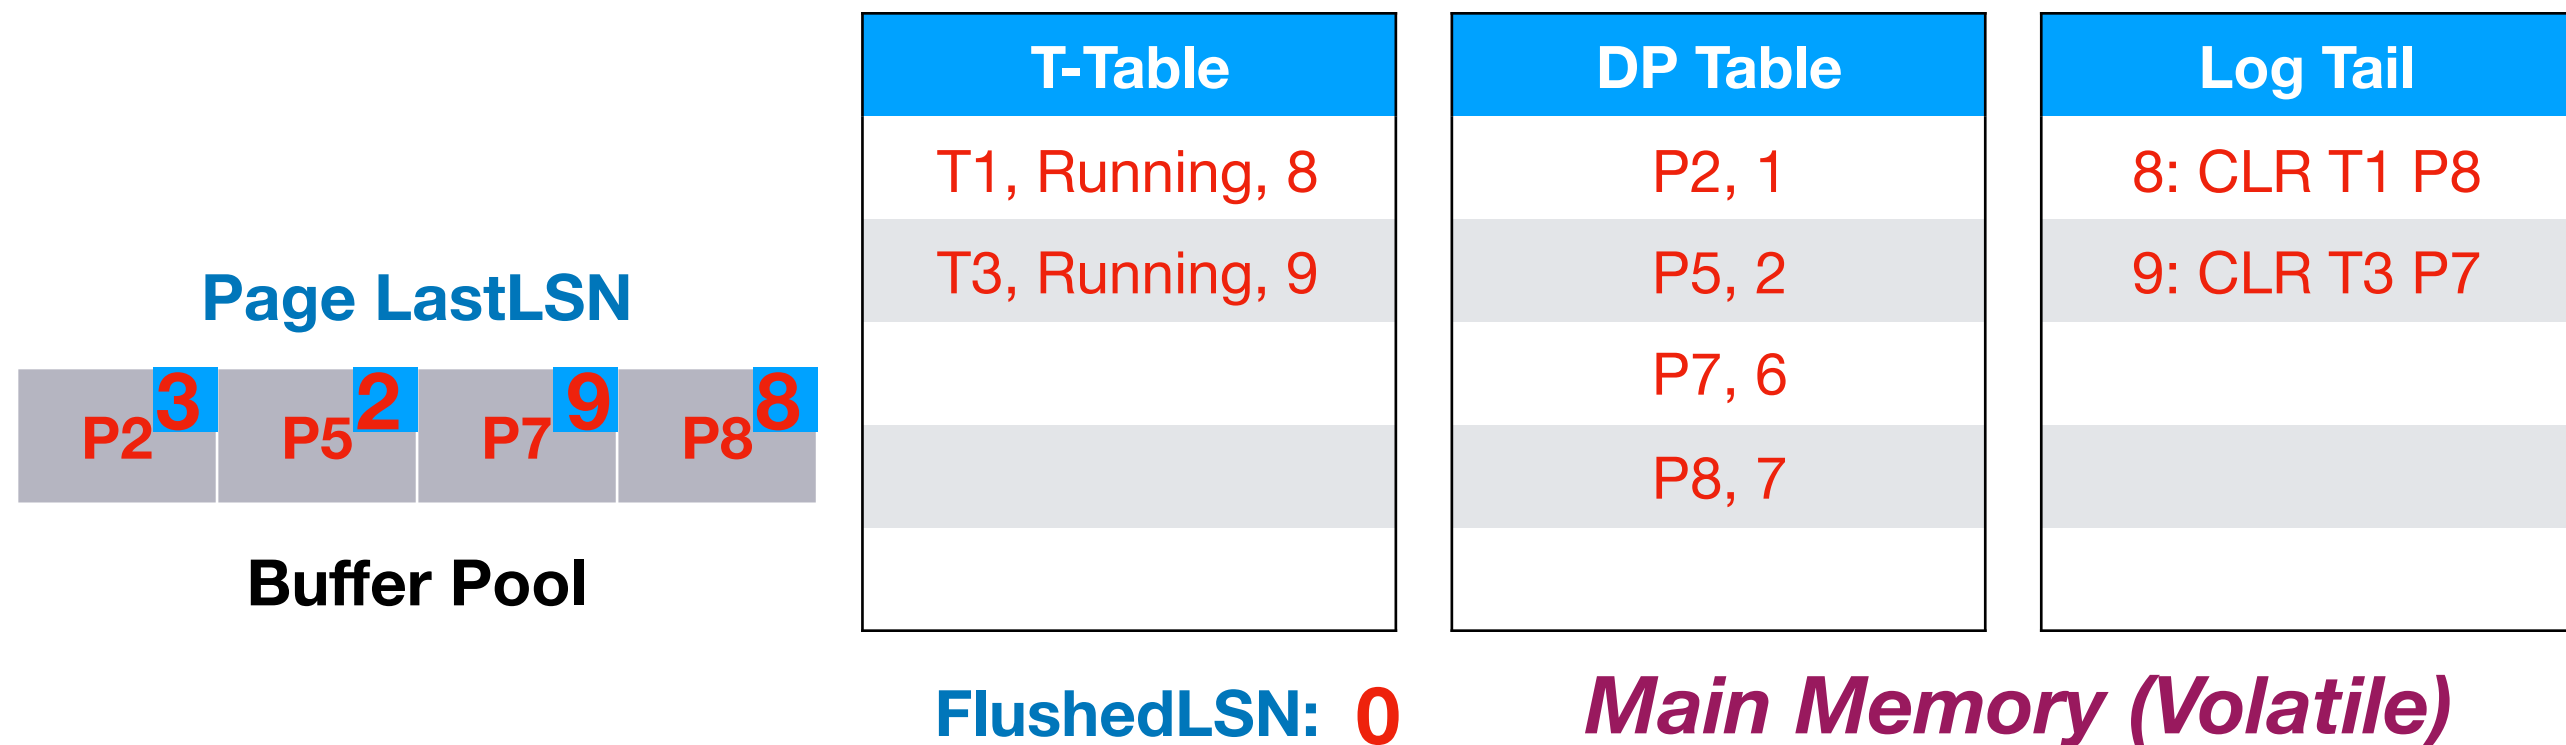 T-Table
T1, Running, 8
T3, Running, 9
DP Table
P2, 1
P5, 2
P7, 6
P8, 7
Log Tail
8: CLR T1 P8
9: CLR T3 P7
Page LastLSN
P2 3 P5 2 P7 9 P8 8
Buffer Pool
FlushedLSN: 0
Main Memory (Volatile)